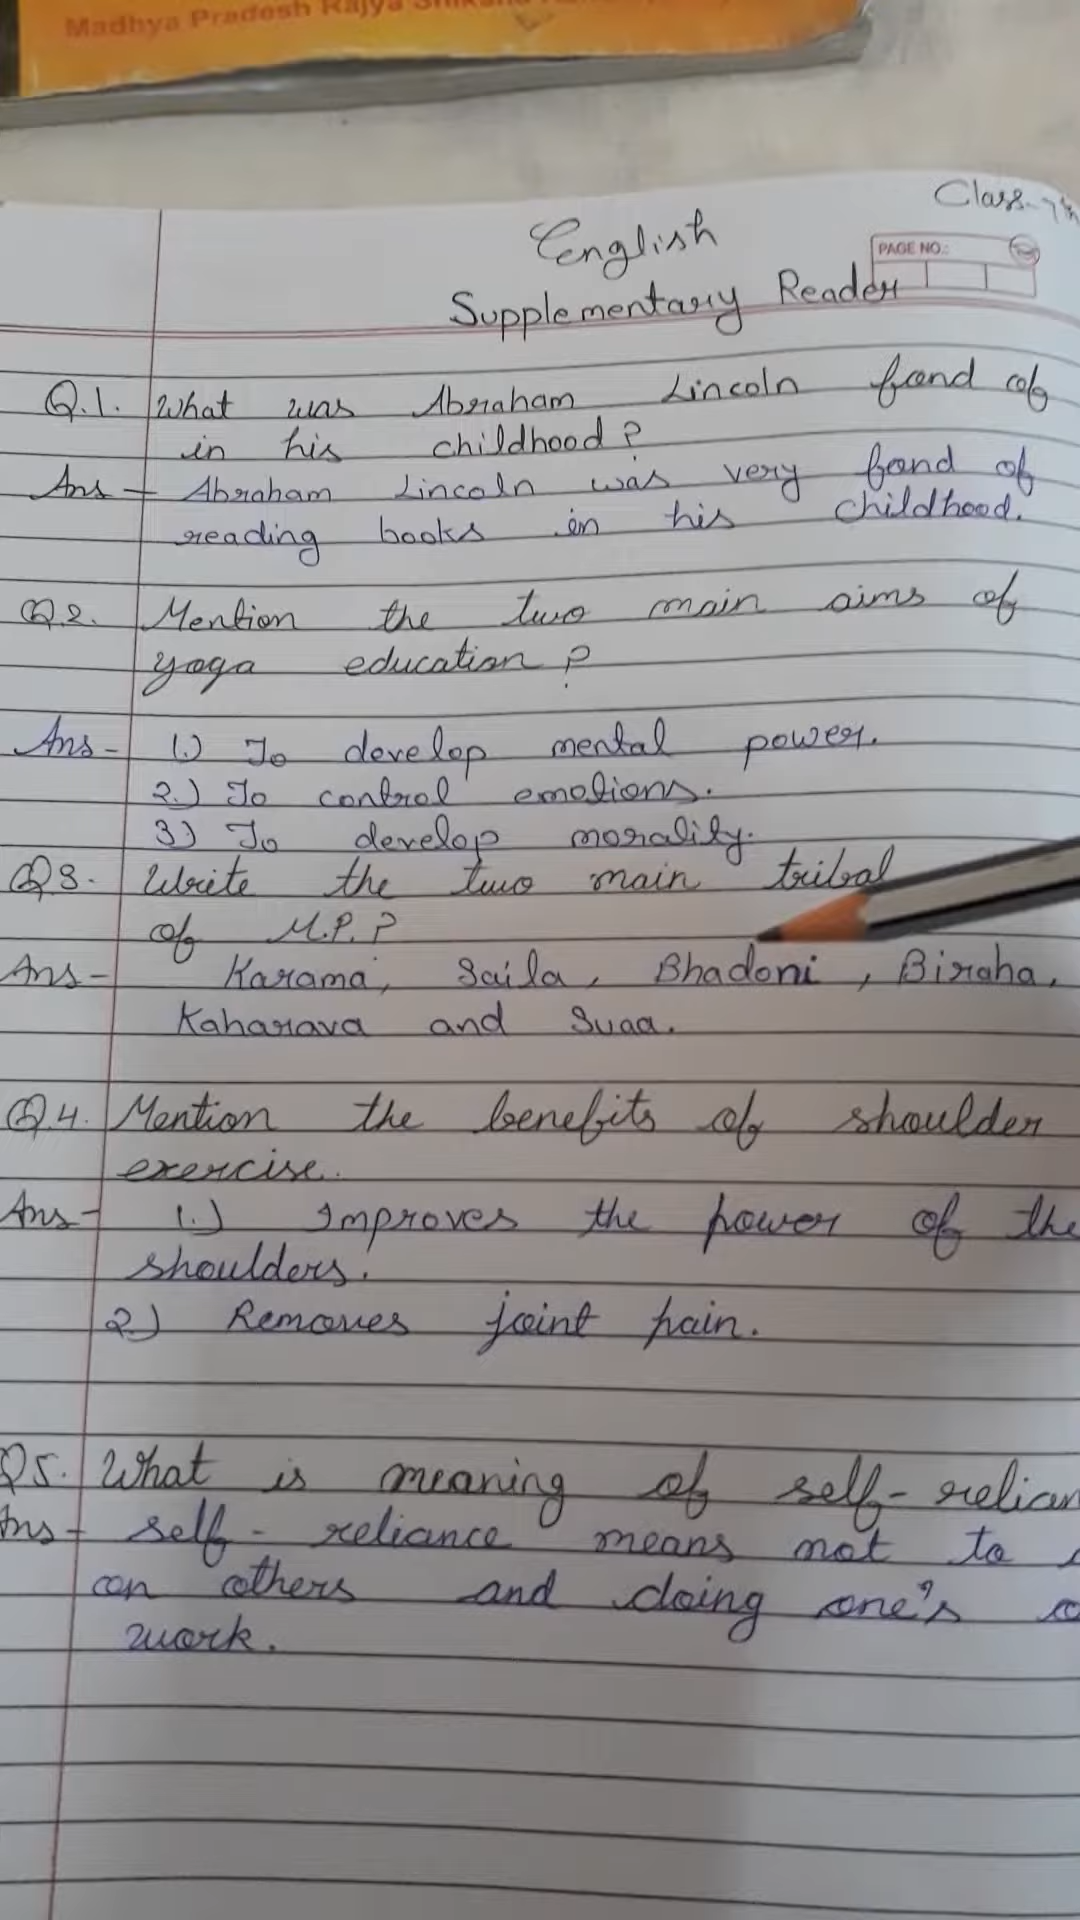 Madhya Pradesh Rajya
Class-7th
English
PAGE NO.:
Supplementary Reader
Q.1. What was Abraham Lincoln fond of
in his childhood?
Ans - Abraham Lincoln was very fond of
reading books in his childhood.
Q.2. Mention the two main aims of
yoga education?
Ans - 1.) To develop mental power.
2.) To control emotions.
3) To develop morality.
Q3. Write the two main tribal
of M.P.?
Ans - Karama, Saila, Bhadoni, Biraha,
Kaharava and Suaa.
Q4. Mention the benefits of shoulder
exercise.
Ans - 1.) Improves the power of the
shoulders.
2) Removes joint pain.
Q5. What is meaning of self-relian
Ans - self-reliance means not to
on others and doing one's
work.